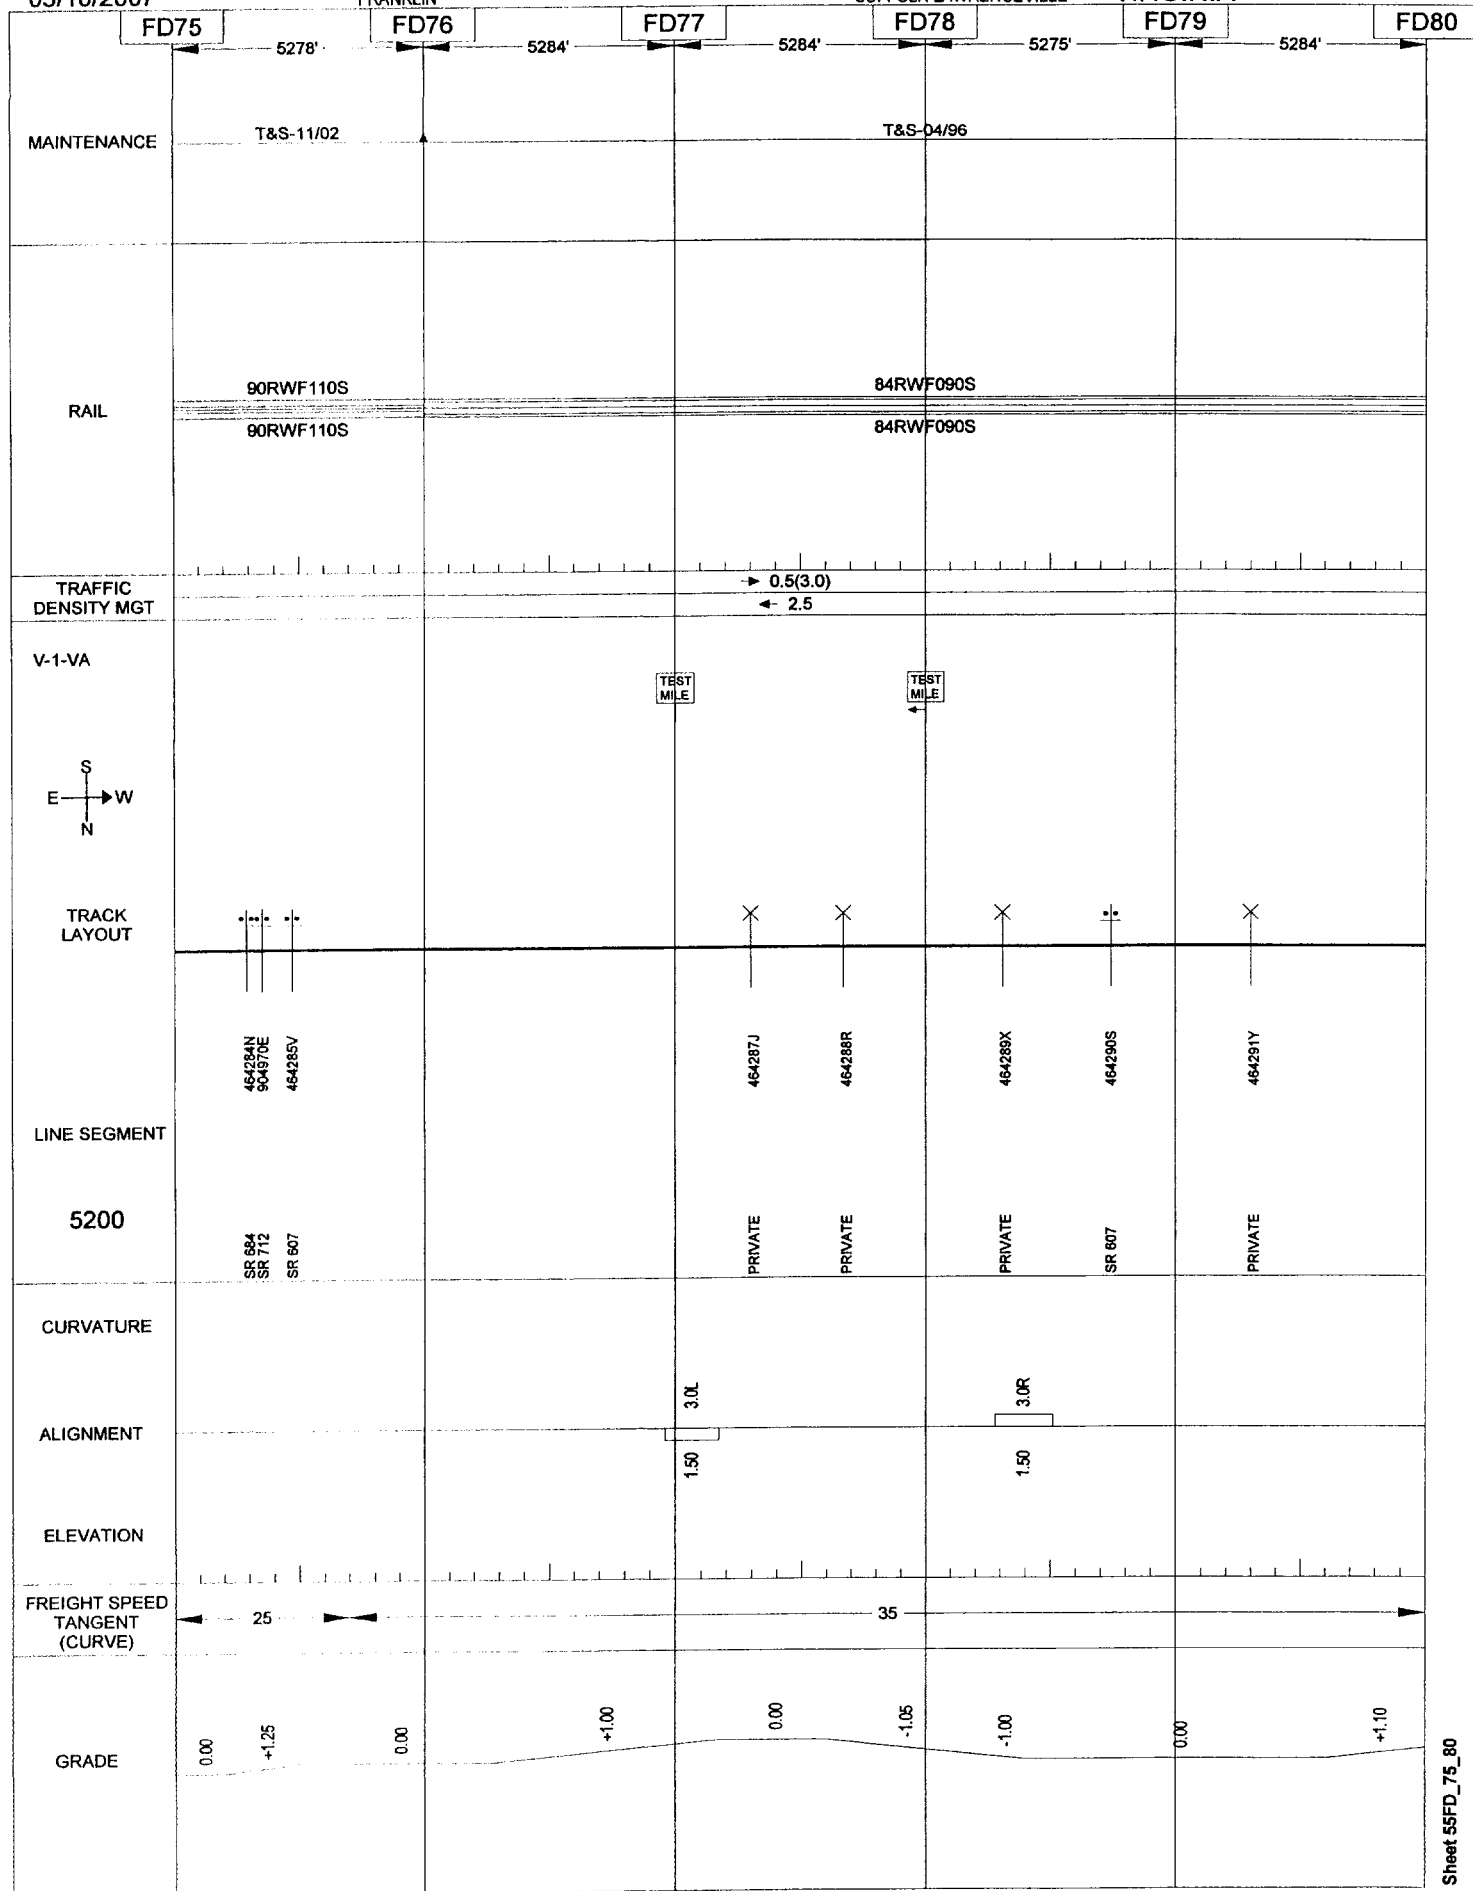 FRANKLIN
FD75 FD76 FD77 FD78 FD79 FD80
5278' 5284' 5284' 5275' 5284'
MAINTENANCE
T&S-11/02 T&S-04/96
RAIL
90RWF110S 84RWF090S
90RWF110S 84RWF090S
TRAFFIC
DENSITY MGT
0.5(3.0)
2.5
V-1-VA
TEST
MILE
TEST
MILE
S
E W
N
TRACK
LAYOUT
464284N
904970E
464285V
464287J
464288R
464289X
464290S
464291Y
LINE SEGMENT
5200
SR 684
SR 712
SR 607
PRIVATE
PRIVATE
PRIVATE
SR 607
PRIVATE
CURVATURE
3.0L
3.0R
ALIGNMENT
1.50
1.50
ELEVATION
FREIGHT SPEED
TANGENT
(CURVE)
25 35
GRADE
0.00
+1.25
0.00
+1.00
0.00
-1.05
-1.00
0.00
+1.10
Sheet 55FD_75_80